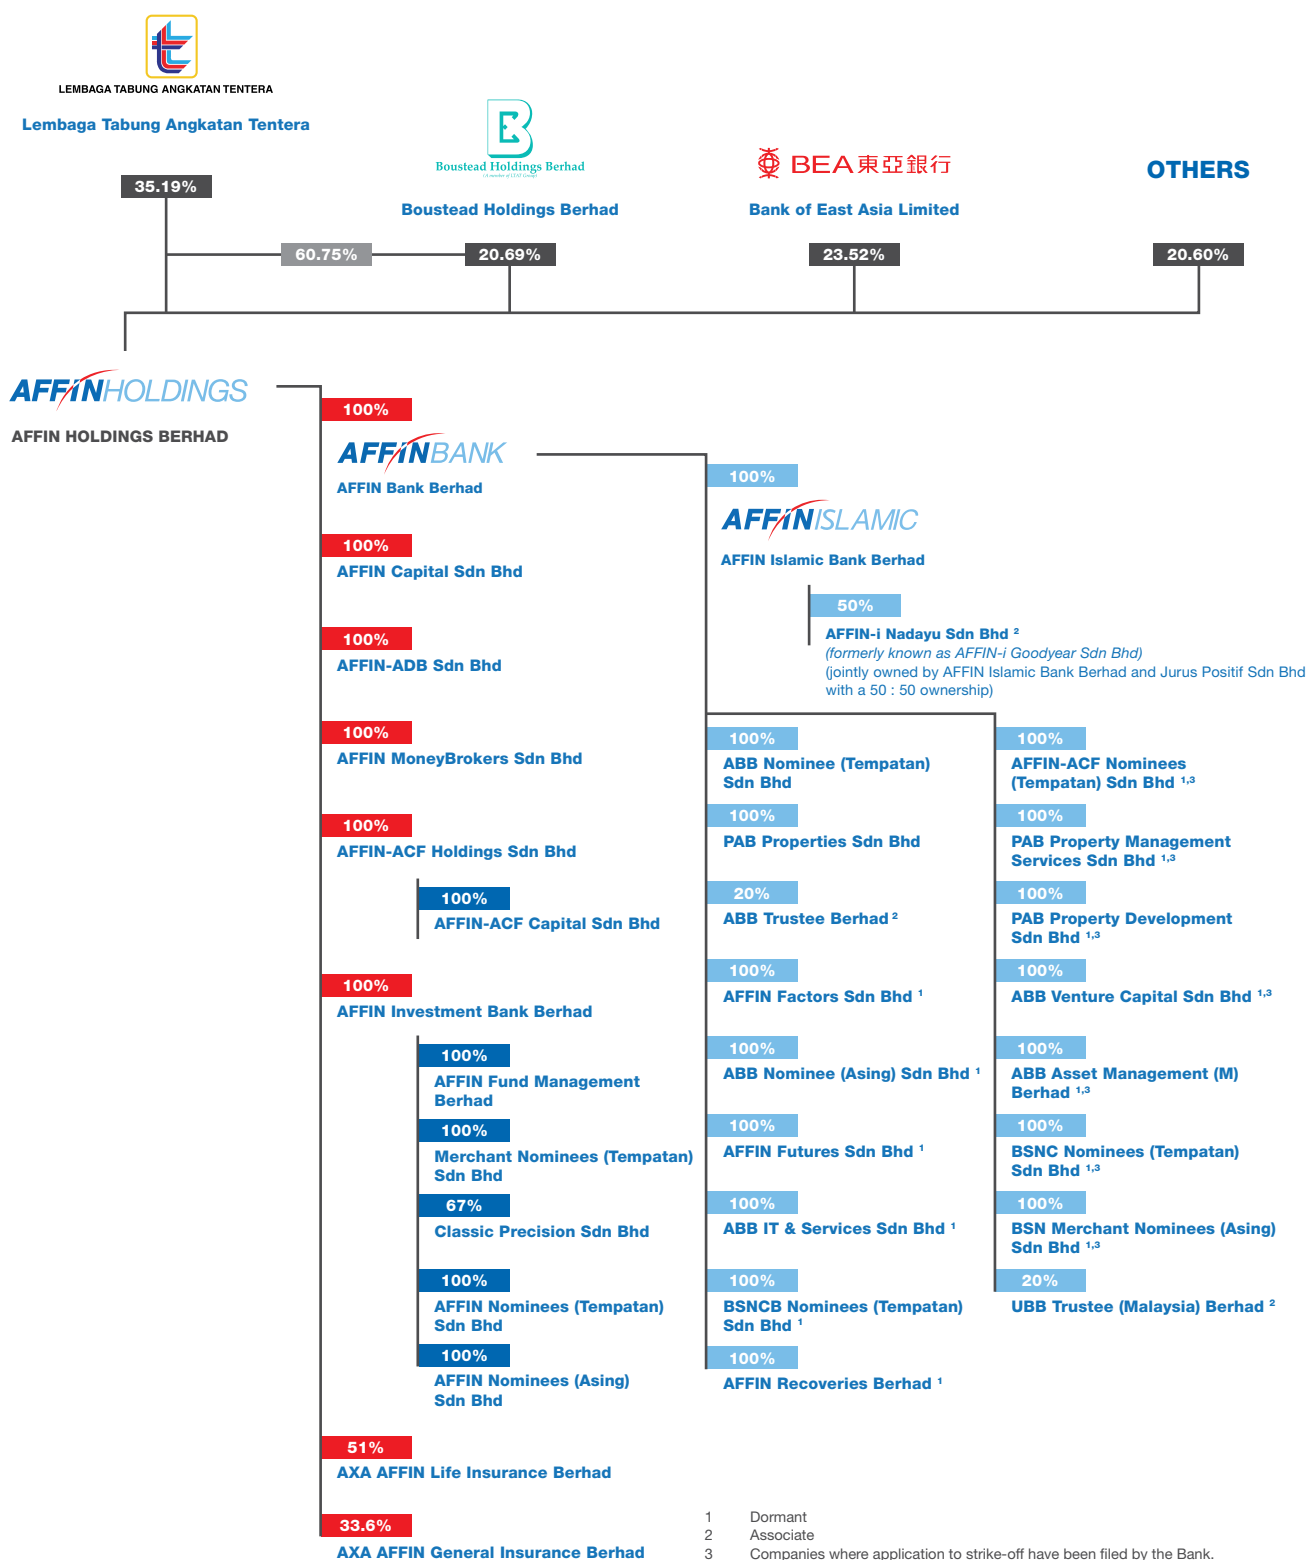 LEMBAGA TABUNG ANGKATAN TENTERA
Lembaga Tabung Angkatan Tentera
35.19%
Boustead Holdings Berhad
(A member of LTAT Group)
Boustead Holdings Berhad
BEA東亞銀行
Bank of East Asia Limited
OTHERS
60.75%
20.69%
23.52%
20.60%
AFFINHOLDINGS
AFFIN HOLDINGS BERHAD
100%
AFFINBANK
AFFIN Bank Berhad
100%
AFFIN Capital Sdn Bhd
100%
AFFIN-ADB Sdn Bhd
100%
AFFIN MoneyBrokers Sdn Bhd
100%
AFFIN-ACF Holdings Sdn Bhd
100%
AFFIN-ACF Capital Sdn Bhd
100%
AFFIN Investment Bank Berhad
100%
AFFIN Fund Management
Berhad
100%
Merchant Nominees (Tempatan)
Sdn Bhd
67%
Classic Precision Sdn Bhd
100%
AFFIN Nominees (Tempatan)
Sdn Bhd
100%
AFFIN Nominees (Asing)
Sdn Bhd
51%
AXA AFFIN Life Insurance Berhad
33.6%
AXA AFFIN General Insurance Berhad
100%
AFFINISLAMIC
AFFIN Islamic Bank Berhad
50%
AFFIN-i Nadayu Sdn Bhd ²
(formerly known as AFFIN-i Goodyear Sdn Bhd)
(jointly owned by AFFIN Islamic Bank Berhad and Jurus Positif Sdn Bhd
with a 50 : 50 ownership)
100%
ABB Nominee (Tempatan)
Sdn Bhd
100%
PAB Properties Sdn Bhd
20%
ABB Trustee Berhad ²
100%
AFFIN Factors Sdn Bhd ¹
100%
ABB Nominee (Asing) Sdn Bhd ¹
100%
AFFIN Futures Sdn Bhd ¹
100%
ABB IT & Services Sdn Bhd ¹
100%
BSNCB Nominees (Tempatan)
Sdn Bhd ¹
100%
AFFIN Recoveries Berhad ¹
100%
AFFIN-ACF Nominees
(Tempatan) Sdn Bhd ¹,³
100%
PAB Property Management
Services Sdn Bhd ¹,³
100%
PAB Property Development
Sdn Bhd ¹,³
100%
ABB Venture Capital Sdn Bhd ¹,³
100%
ABB Asset Management (M)
Berhad ¹,³
100%
BSNC Nominees (Tempatan)
Sdn Bhd ¹,³
100%
BSN Merchant Nominees (Asing)
Sdn Bhd ¹,³
20%
UBB Trustee (Malaysia) Berhad ²
1 Dormant
2 Associate
3 Companies where application to strike-off have been filed by the Bank.